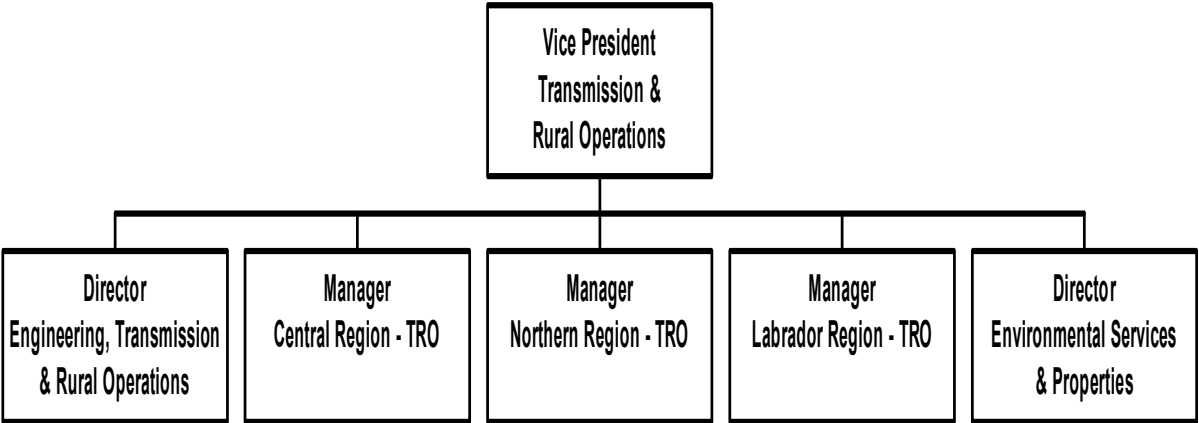 Vice President
Transmission &
Rural Operations
Director
Engineering, Transmission
& Rural Operations
Manager
Central Region - TRO
Manager
Northern Region - TRO
Manager
Labrador Region - TRO
Director
Environmental Services
& Properties